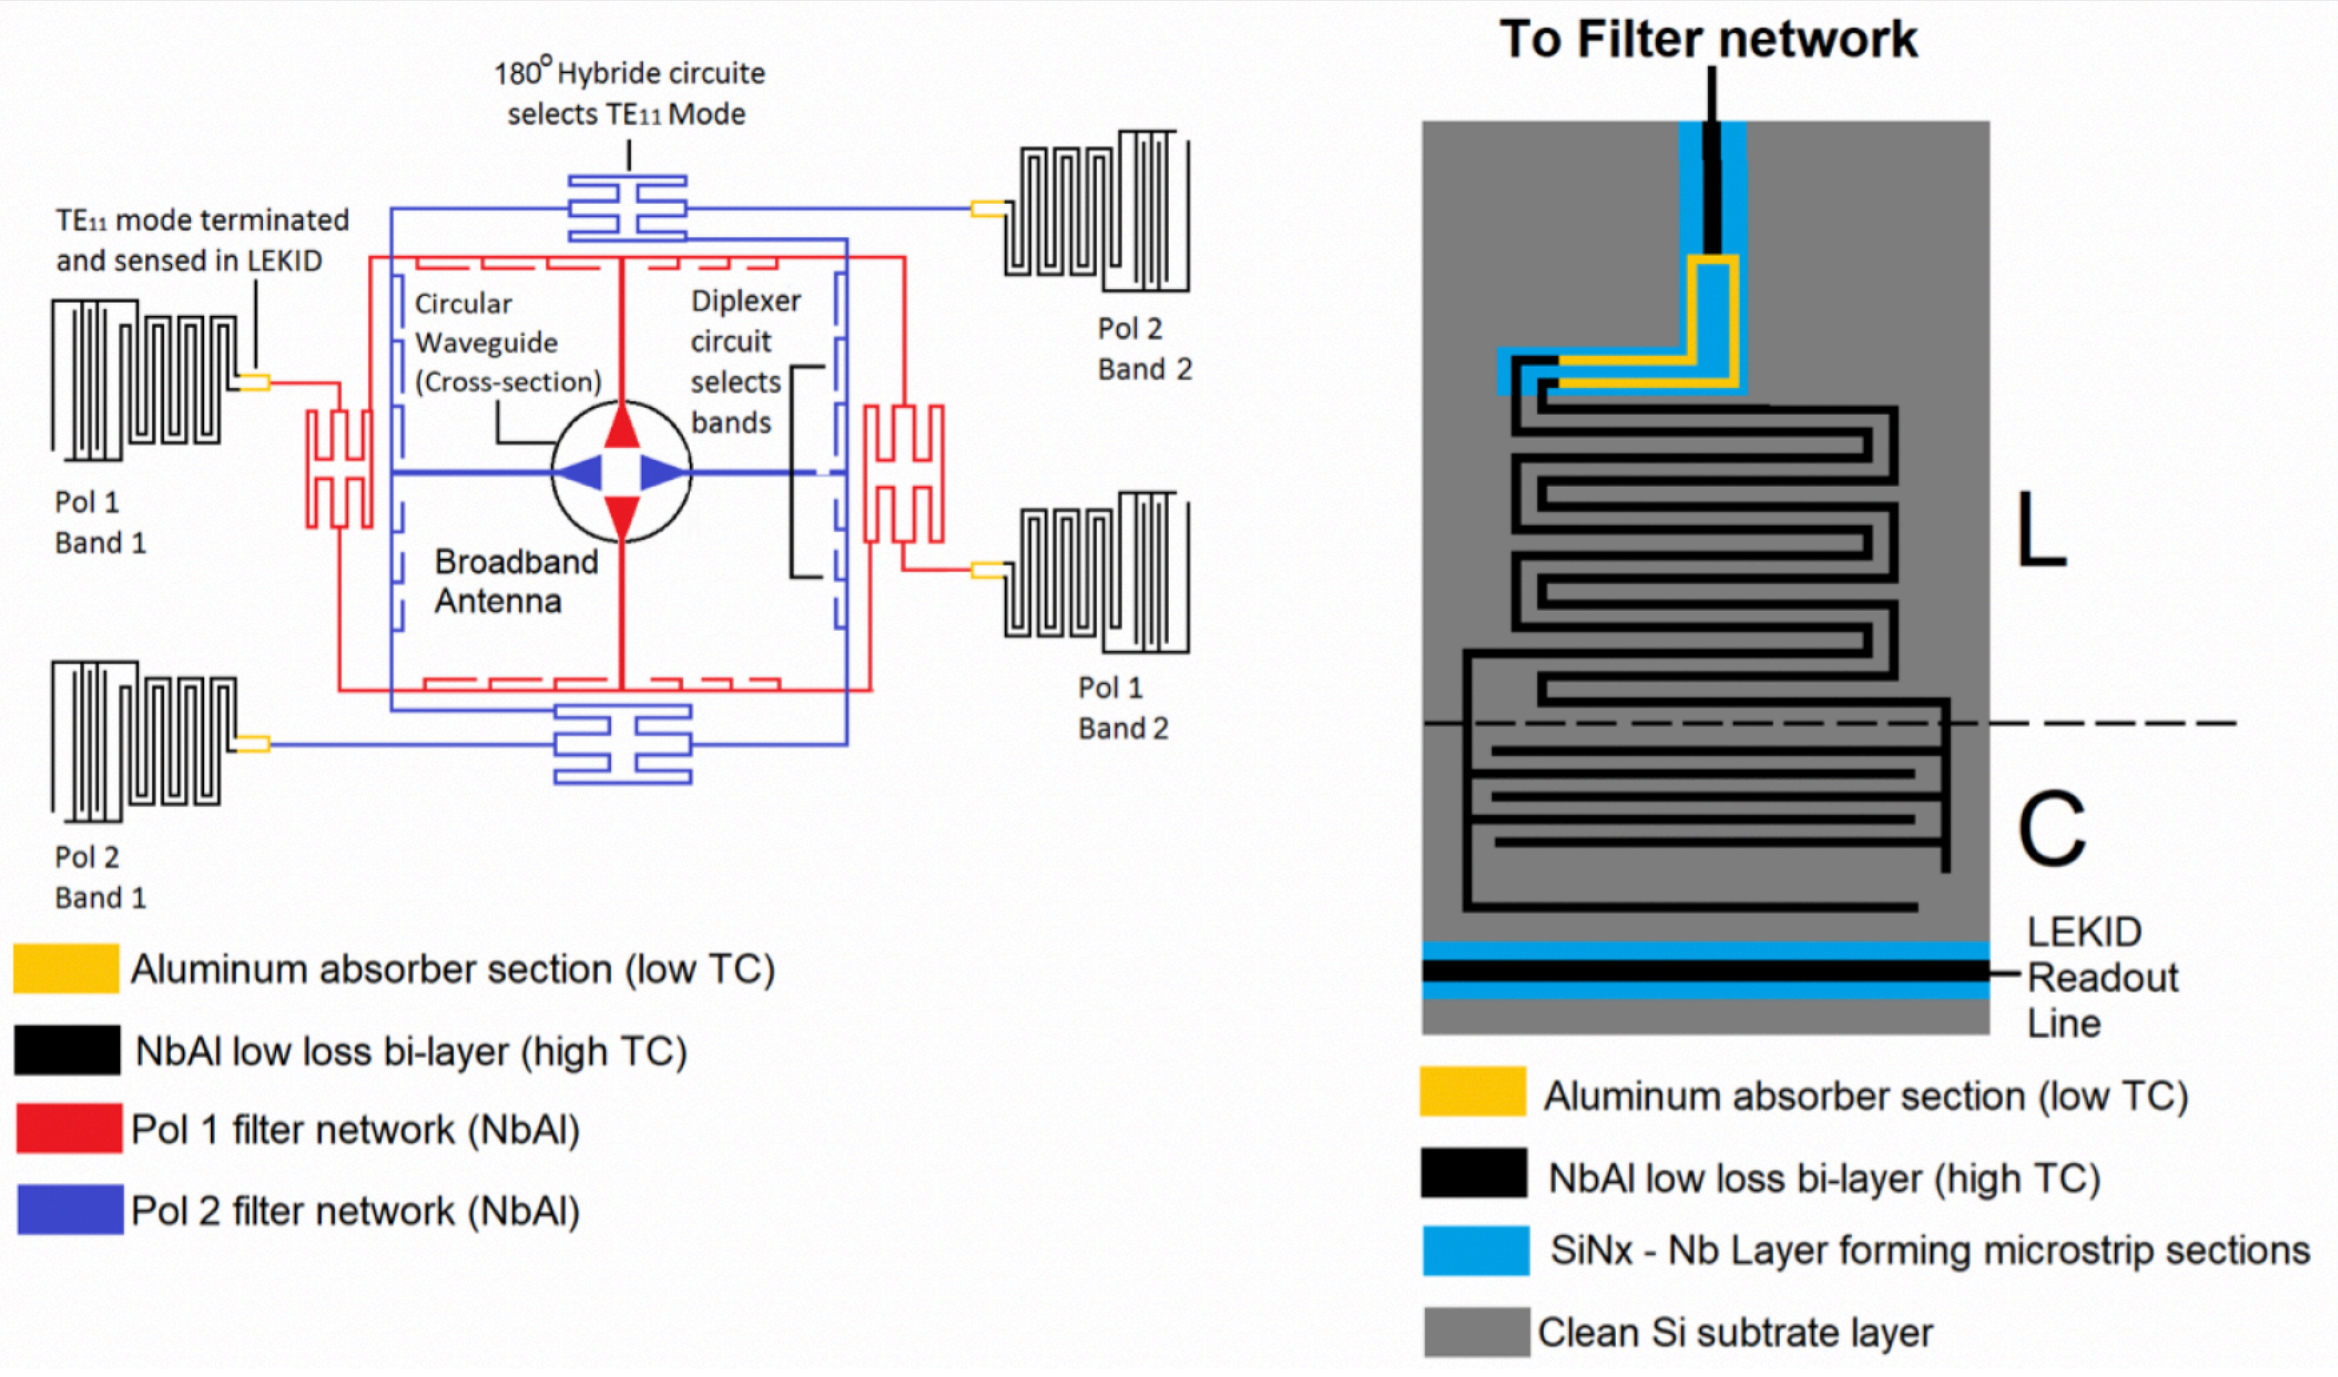 180° Hybride circuite
selects TE11 Mode
TE11 mode terminated
and sensed in LEKID
Circular
Waveguide
(Cross-section)
Diplexer
circuit
selects
bands
Broadband
Antenna
Pol 1
Band 1
Pol 2
Band 1
Pol 2
Band 2
Pol 1
Band 2
Aluminum absorber section (low TC)
NbAl low loss bi-layer (high TC)
Pol 1 filter network (NbAl)
Pol 2 filter network (NbAl)
To Filter network
L
C
LEKID
Readout
Line
Aluminum absorber section (low TC)
NbAl low loss bi-layer (high TC)
SiNx - Nb Layer forming microstrip sections
Clean Si subtrate layer